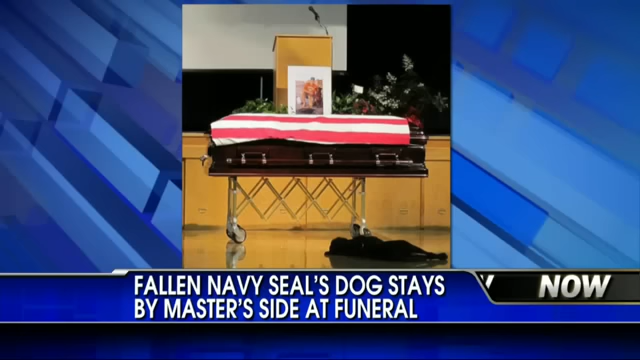 FALLEN NAVY SEAL'S DOG STAYS
BY MASTER'S SIDE AT FUNERAL
NOW